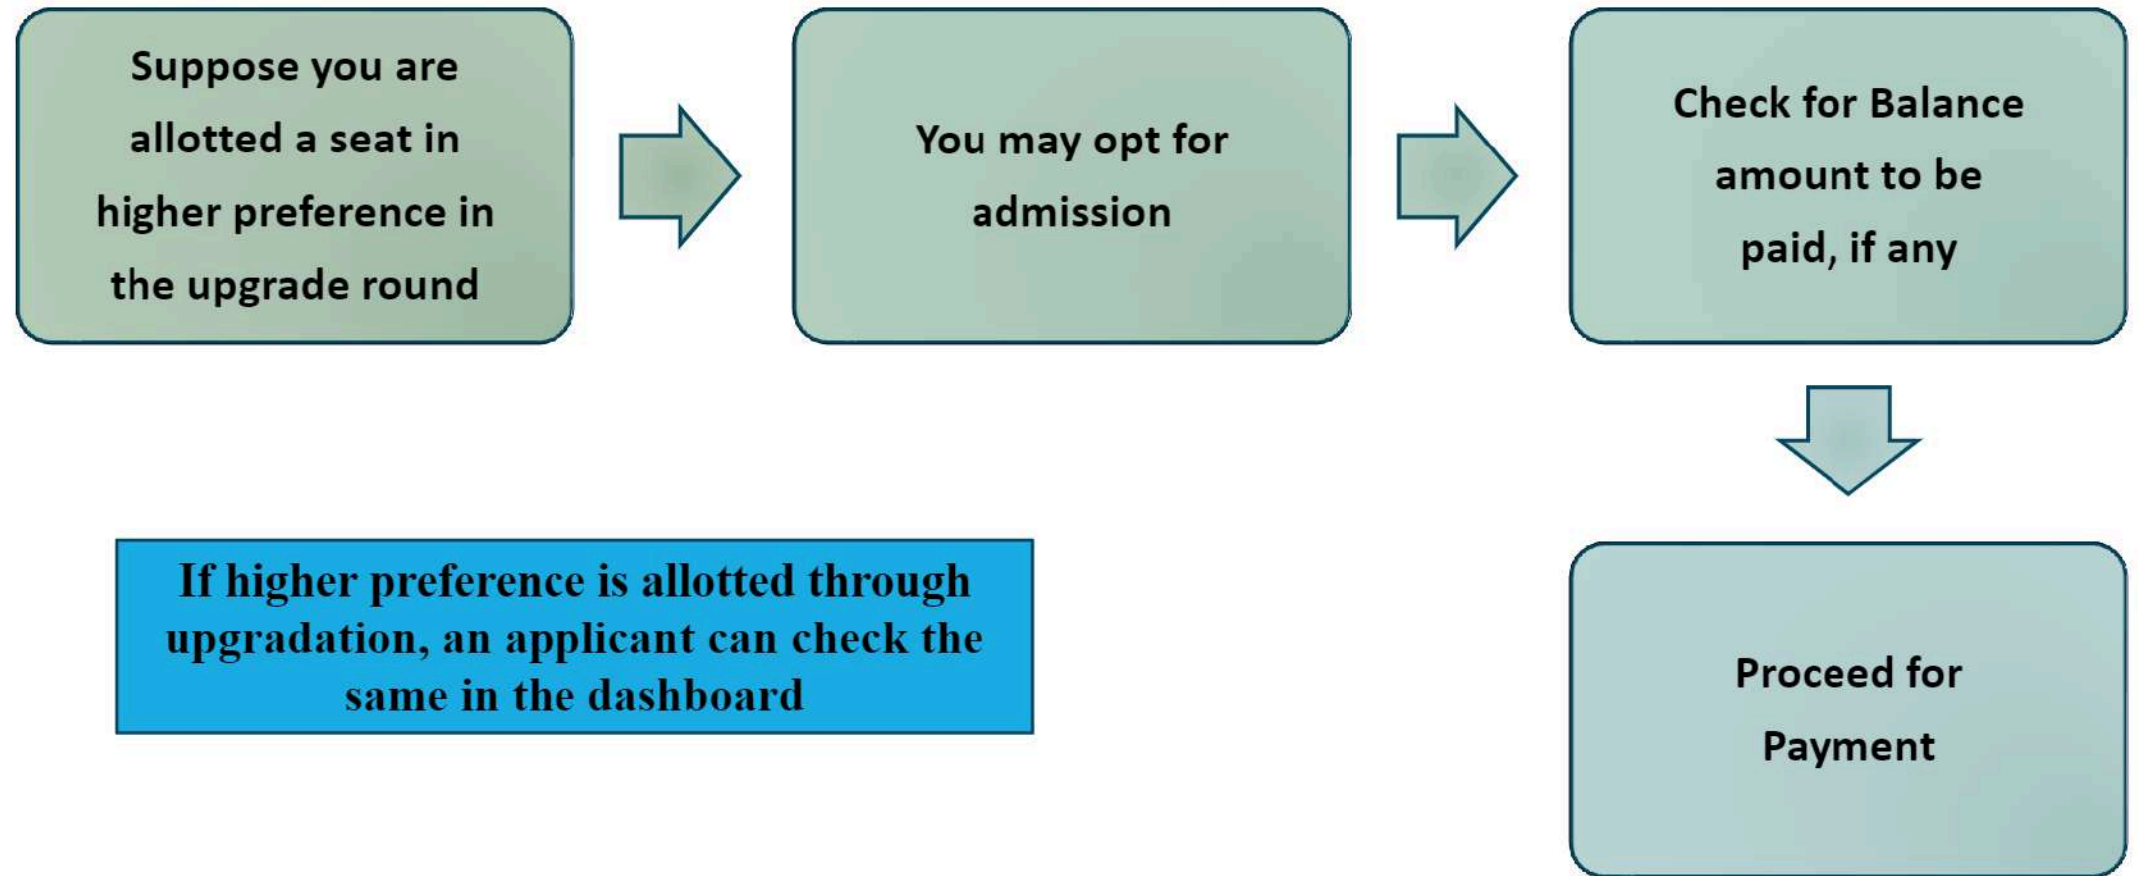 Suppose you are
allotted a seat in
higher preference in
the upgrade round
You may opt for
admission
Check for Balance
amount to be
paid, if any
Proceed for
Payment
If higher preference is allotted through
upgradation, an applicant can check the
same in the dashboard